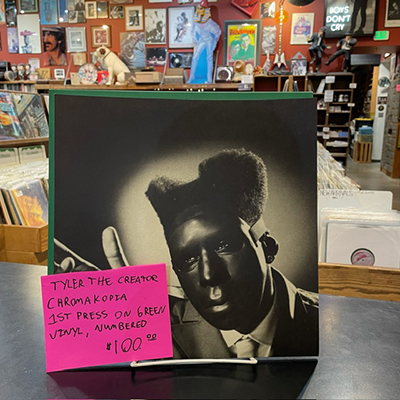 BOYS
DON'T
CRY
TYLER THE CREATOR
CHROMAKOPIA
1ST PRESS ON GREEN
VINYL, NUMBERED
$100.00